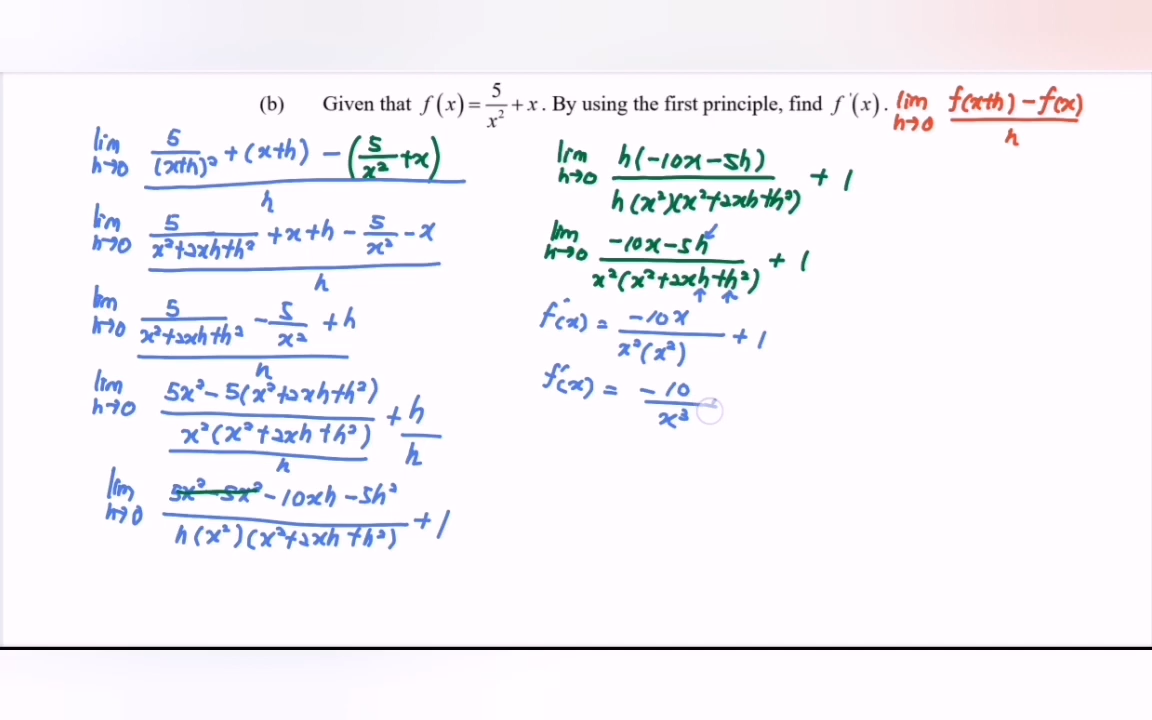 (b) Given that f(x) = 5/x² + x. By using the first principle, find f'(x). lim h→0 (f(x+h) - f(x))/h
lim h→0 (5/(x+h)² + (x+h) - (5/x² + x))/h
lim h→0 (5/(x²+2xh+h²) + x + h - 5/x² - x)/h
lim h→0 (5/(x²+2xh+h²) - 5/x² + h)/h
lim h→0 ((5x² - 5(x²+2xh+h²))/(x²(x²+2xh+h²)))/h + h/h
lim h→0 (5x² - 5x² - 10xh - 5h²)/(h(x²)(x²+2xh+h²)) + 1
lim h→0 h(-10x - 5h)/(h(x²)(x²+2xh+h²)) + 1
lim h→0 (-10x - 5h)/(x²(x²+2xh+h²)) + 1
f'(x) = -10x/(x²(x²)) + 1
f'(x) = -10/x³